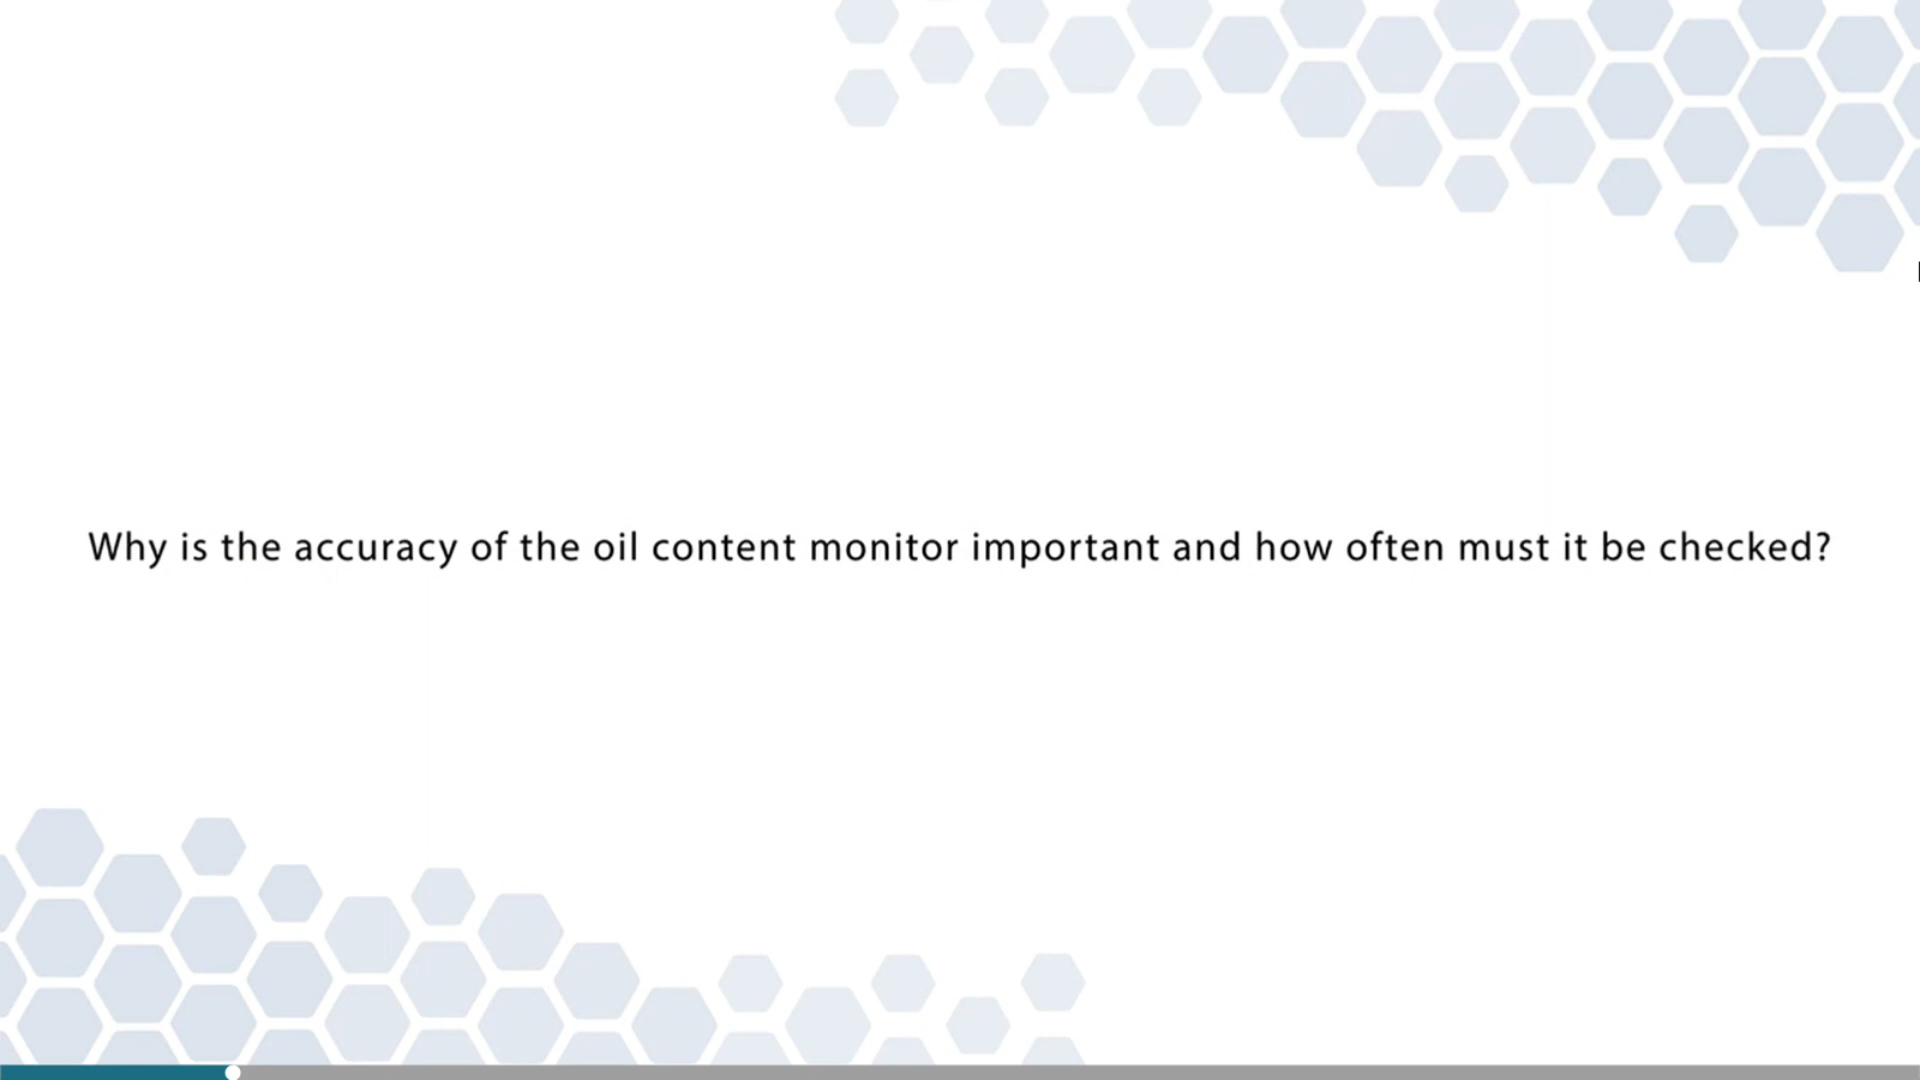 Why is the accuracy of the oil content monitor important and how often must it be checked?